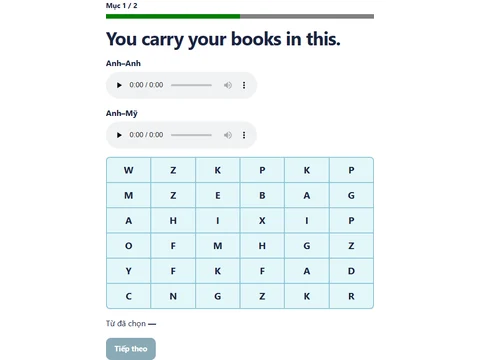 Mục 1 / 2
You carry your books in this.
Anh–Anh
0:00 / 0:00
Anh–Mỹ
0:00 / 0:00
W Z K P K P
M Z E B A G
A H I X I P
O F M H G Z
Y F K F A D
C N G Z K R
Từ đã chọn —
Tiếp theo